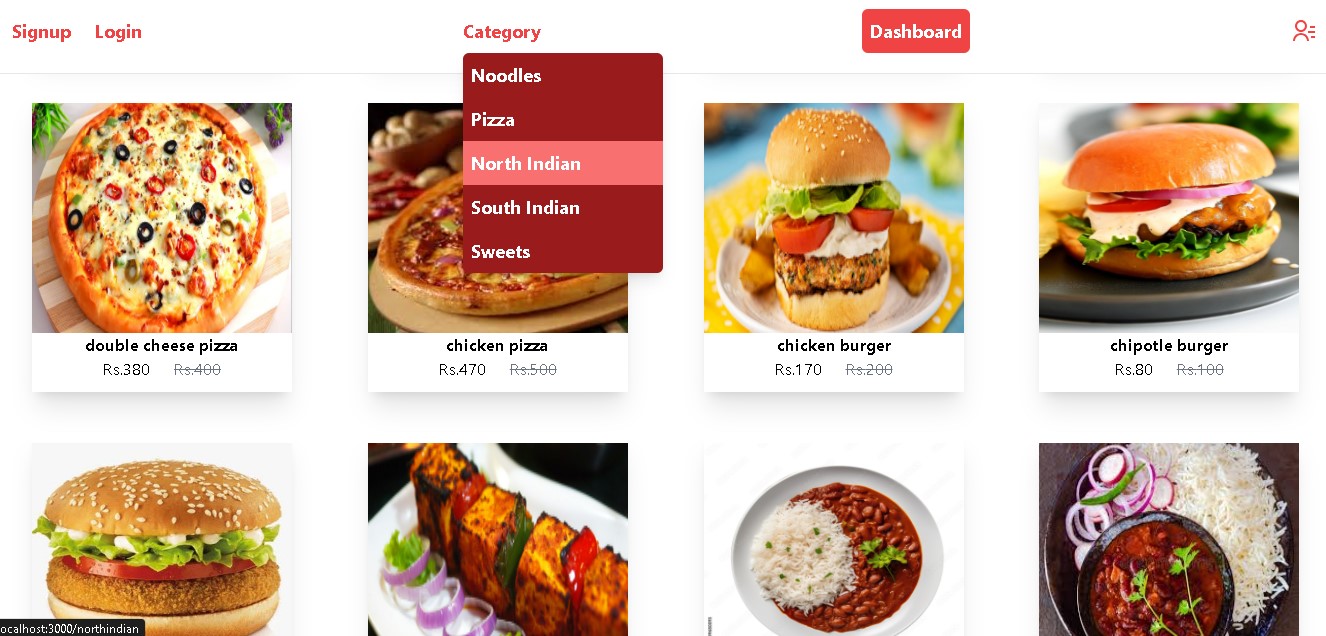 Signup Login Category Dashboard
Noodles
Pizza
North Indian
South Indian
Sweets
double cheese pizza
Rs.380 Rs.400
chicken pizza
Rs.470 Rs.500
chicken burger
Rs.170 Rs.200
chipotle burger
Rs.80 Rs.100
ocalhost:3000/northindian